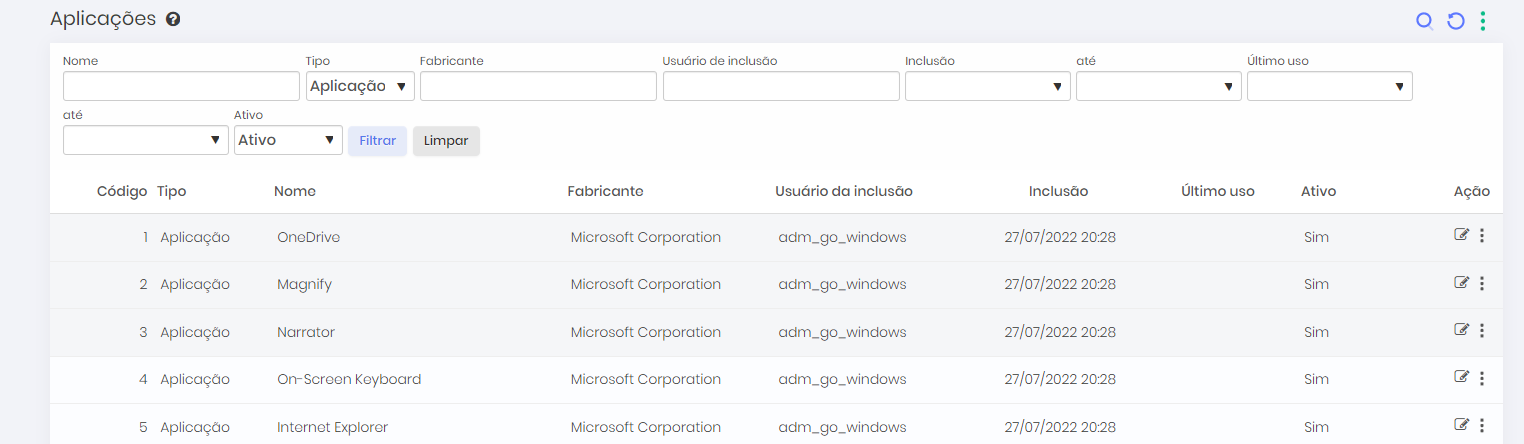 Aplicações
Nome Tipo Fabricante Usuário de inclusão Inclusão até Último uso
Aplicação
até Ativo
Ativo Filtrar Limpar
Código Tipo Nome Fabricante Usuário da inclusão Inclusão Último uso Ativo Ação
1 Aplicação OneDrive Microsoft Corporation adm_go_windows 27/07/2022 20:28 Sim
2 Aplicação Magnify Microsoft Corporation adm_go_windows 27/07/2022 20:28 Sim
3 Aplicação Narrator Microsoft Corporation adm_go_windows 27/07/2022 20:28 Sim
4 Aplicação On-Screen Keyboard Microsoft Corporation adm_go_windows 27/07/2022 20:28 Sim
5 Aplicação Internet Explorer Microsoft Corporation adm_go_windows 27/07/2022 20:28 Sim